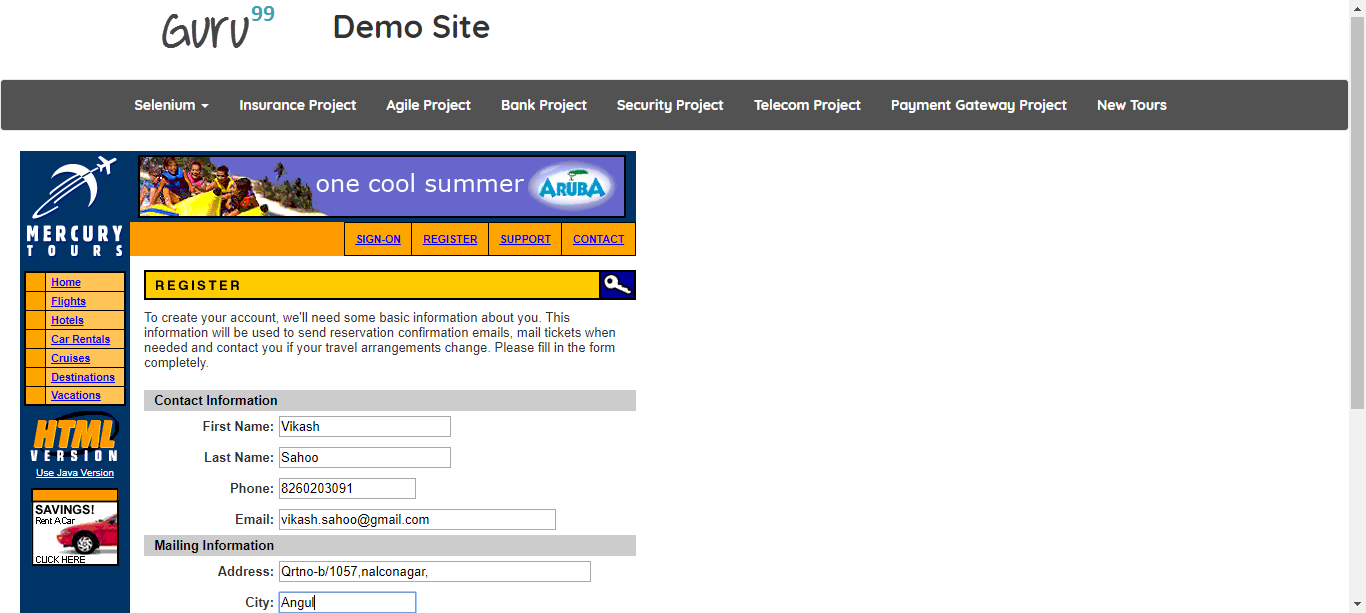 Guru99 Demo Site
Selenium Insurance Project Agile Project Bank Project Security Project Telecom Project Payment Gateway Project New Tours
MERCURY
TOURS
one cool summer ARUBA
SIGN-ON REGISTER SUPPORT CONTACT
Home
Flights
Hotels
Car Rentals
Cruises
Destinations
Vacations
HTML
VERSION
Use Java Version
SAVINGS!
Rent A Car
CLICK HERE
REGISTER
To create your account, we'll need some basic information about you. This
information will be used to send reservation confirmation emails, mail tickets when
needed and contact you if your travel arrangements change. Please fill in the form
completely.
Contact Information
First Name: Vikash
Last Name: Sahoo
Phone: 8260203091
Email: vikash.sahoo@gmail.com
Mailing Information
Address: Qrtno-b/1057,nalconagar,
City: Angul